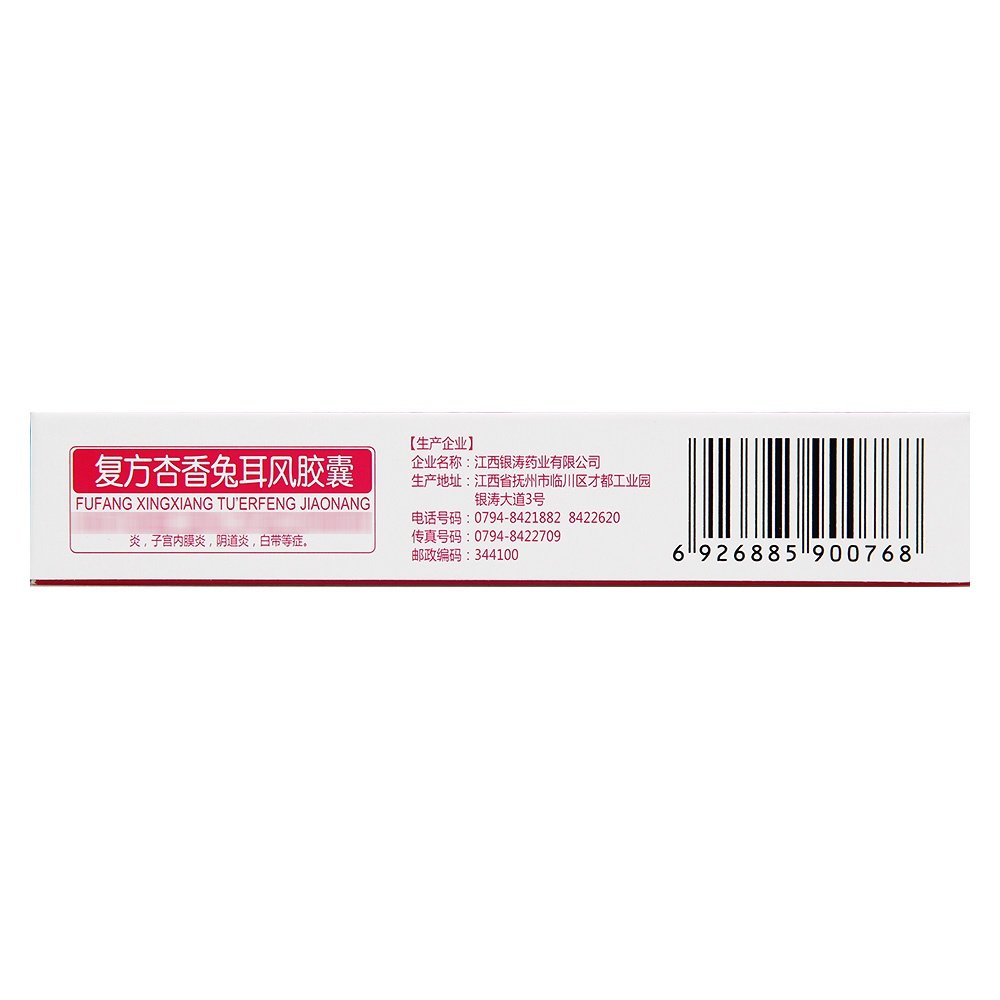 复方杏香兔耳风胶囊
FUFANG XINGXIANG TU'ERFENG JIAONANG
炎，子宫内膜炎，阴道炎，白带等症。
【生产企业】
企业名称：江西银涛药业有限公司
生产地址：江西省抚州市临川区才都工业园
银涛大道3号
电话号码：0794-8421882 8422620
传真号码：0794-8422709
邮政编码：344100
6 926885 900768